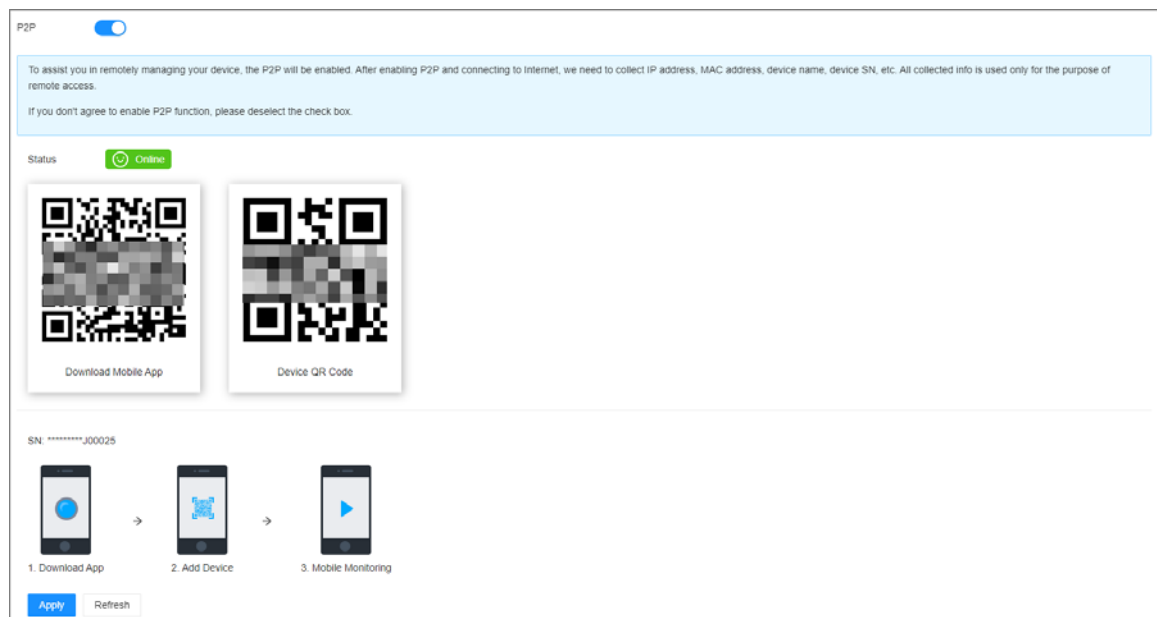 P2P
To assist you in remotely managing your device, the P2P will be enabled. After enabling P2P and connecting to Internet, we need to collect IP address, MAC address, device name, device SN, etc. All collected info is used only for the purpose of
remote access.
If you don't agree to enable P2P function, please deselect the check box.
Status
Online
Download Mobile App
Device QR Code
SN: *********J00025
1. Download App
2. Add Device
3. Mobile Monitoring
Apply
Refresh